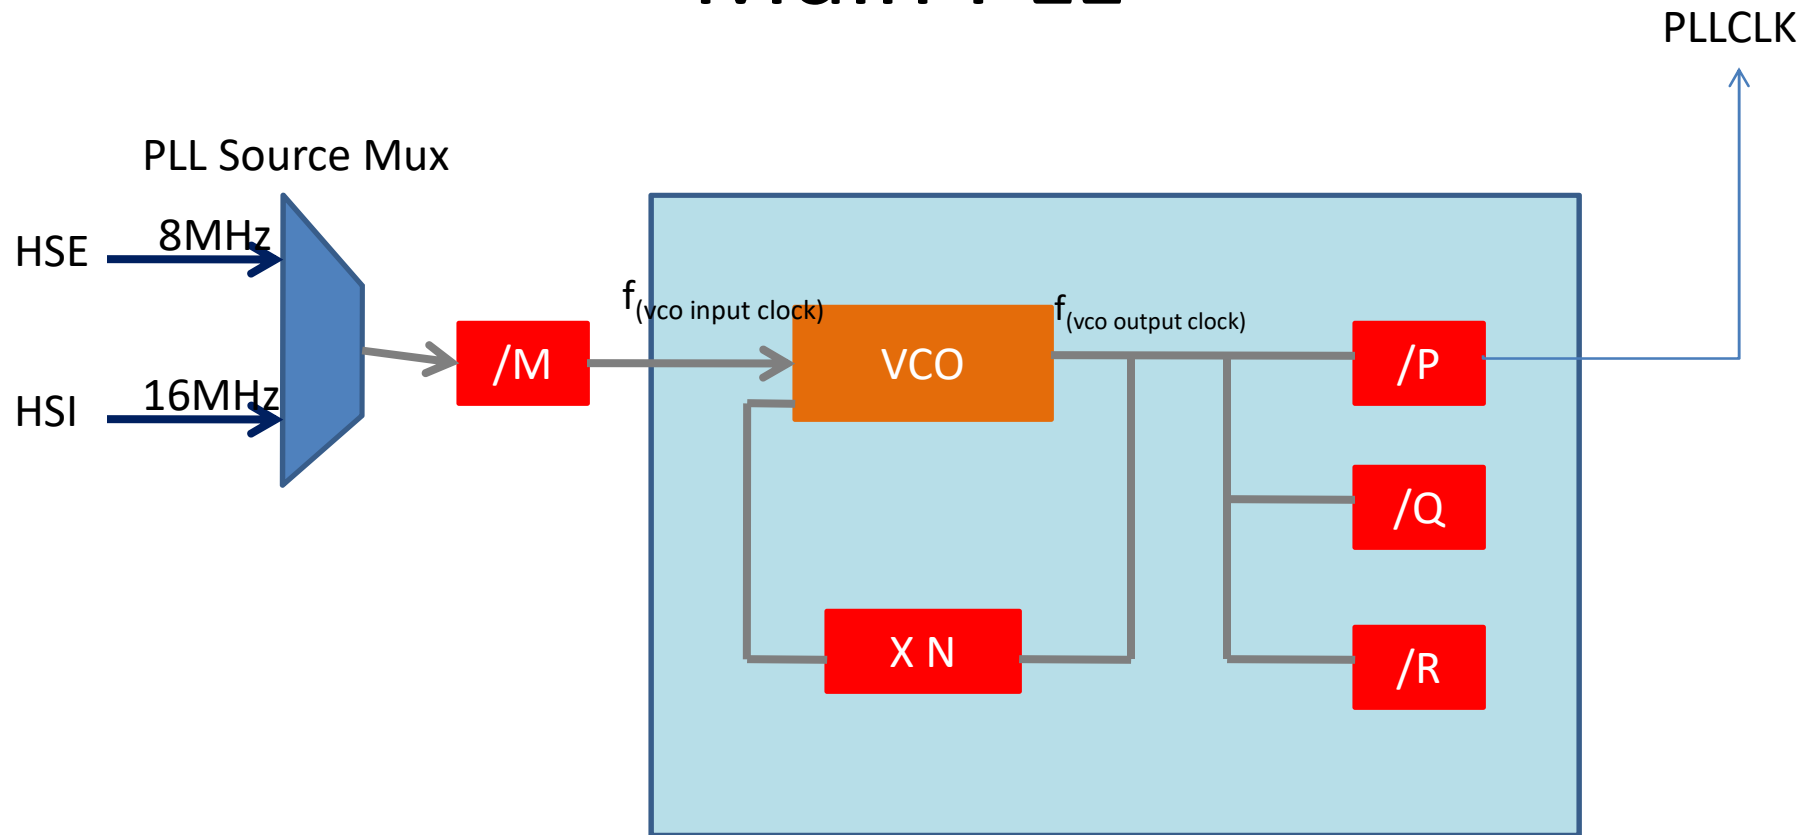 PLLCLK
PLL Source Mux
HSE
8MHz
HSI
16MHz
/M
f(vco input clock)
VCO
f(vco output clock)
/P
/Q
X N
/R